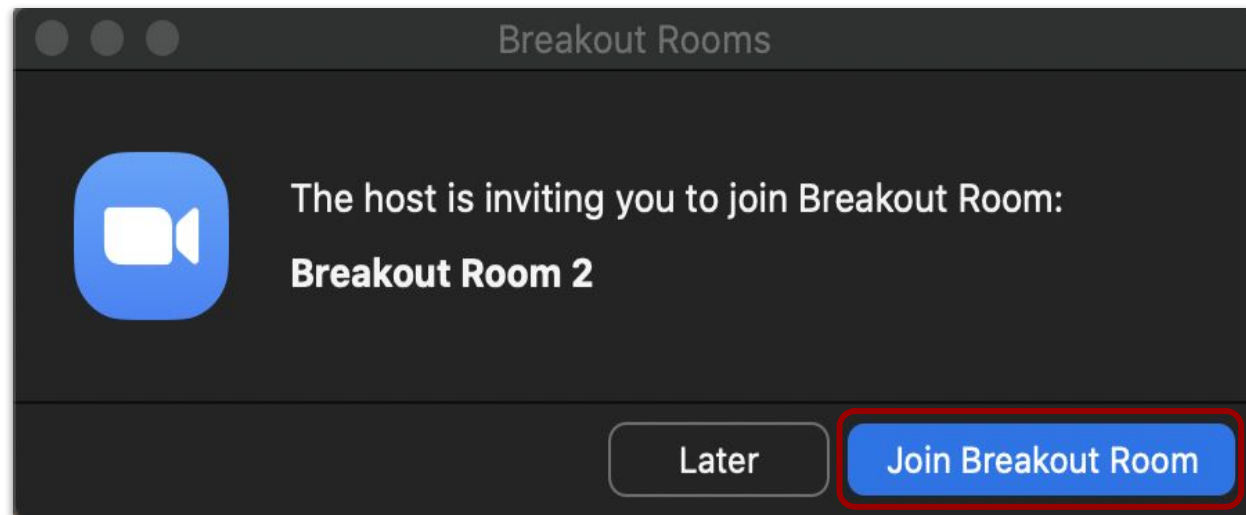 Breakout Rooms
The host is inviting you to join Breakout Room:
Breakout Room 2
Later
Join Breakout Room